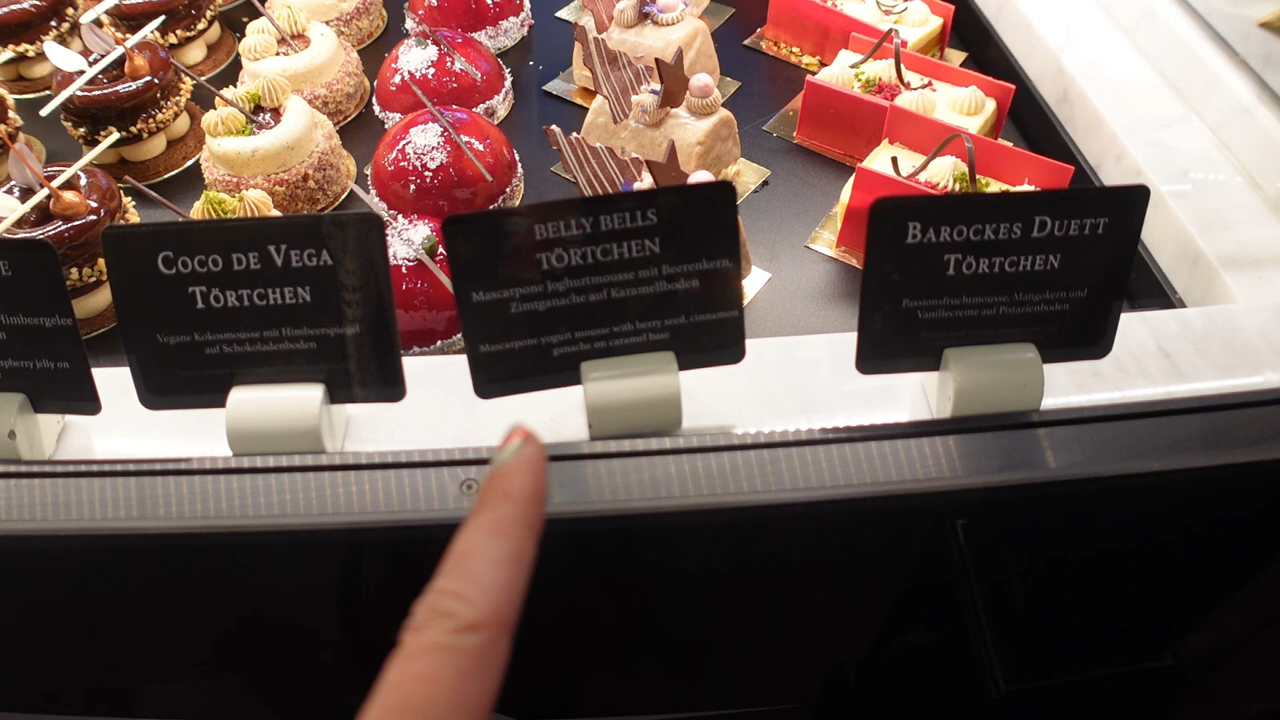 E
Himbeergelee
n
spberry jelly on
COCO DE VEGA
TÖRTCHEN
Vegane Kokosmousse mit Himbeerspiegel
auf Schokoladenboden
BELLY BELLS
TÖRTCHEN
Mascarpone Joghurtmousse mit Beerenkern,
Zimtganache auf Karamellboden
Mascarpone yogurt mousse with berry seed, cinnamon
ganache on caramel base
BAROCKES DUETT
TÖRTCHEN
Passionsfruchtmousse, Mangokern und
Vanillecreme auf Pistazienboden